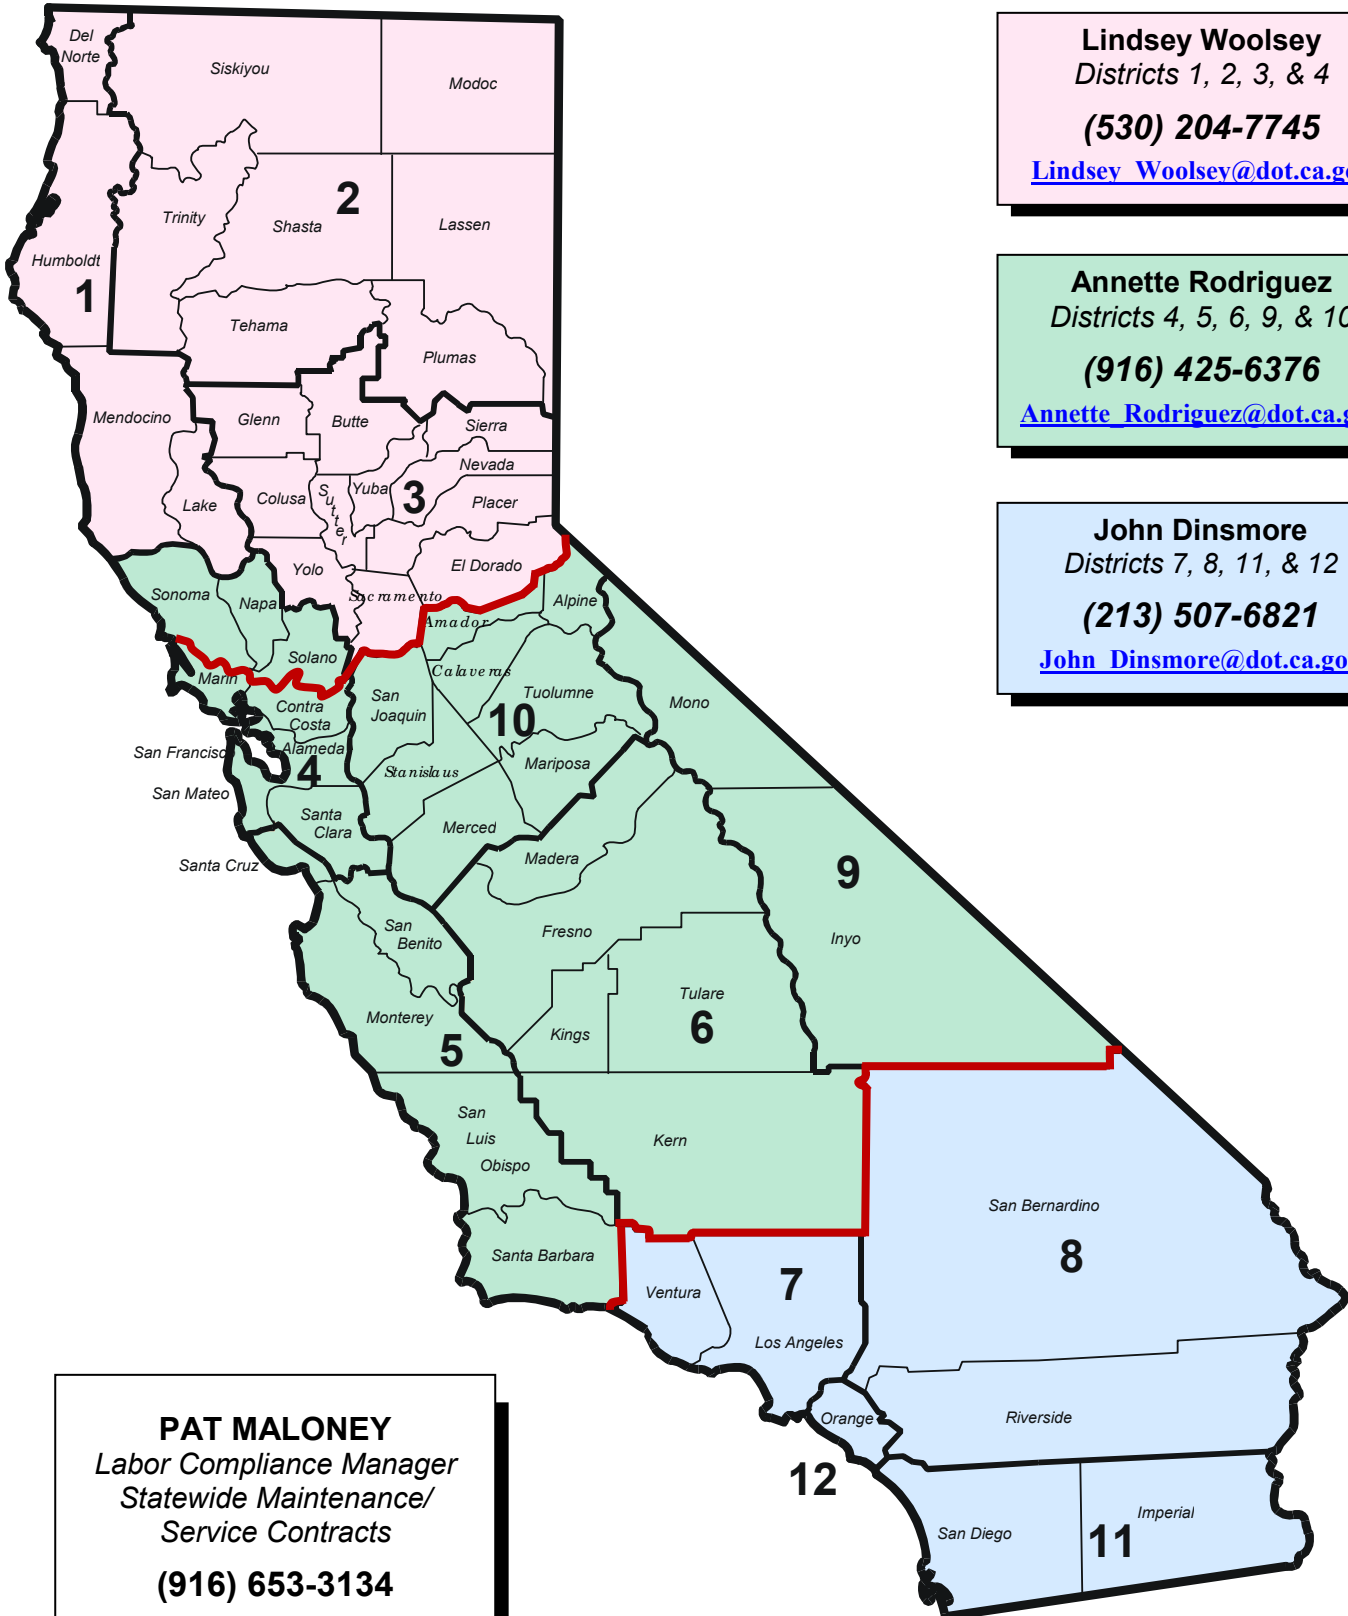 Del
Norte
Siskiyou
Modoc
Lindsey Woolsey
Districts 1, 2, 3, & 4
(530) 204-7745
Lindsey_Woolsey@dot.ca.go
2
Trinity
Shasta
Lassen
Humboldt
1
Annette Rodriguez
Districts 4, 5, 6, 9, & 10
(916) 425-6376
Annette_Rodriguez@dot.ca.g
Tehama
Plumas
Mendocino
Glenn
Butte
Sierra
Nevada
Lake
Colusa
Sutter
Yuba
3
Placer
John Dinsmore
Districts 7, 8, 11, & 12
(213) 507-6821
John_Dinsmore@dot.ca.go
Yolo
El Dorado
Sonoma
Napa
Sacramento
Amador
Alpine
Solano
Marin
Calaveras
San
Joaquin
Tuolumne
Mono
Contra
Costa
10
San Francisco
Alameda
4
Stanislaus
Mariposa
San Mateo
Santa
Clara
Merced
Madera
Santa Cruz
9
San
Benito
Fresno
Inyo
Tulare
Monterey
5
Kings
6
San
Luis
Obispo
Kern
San Bernardino
8
Santa Barbara
Ventura
7
Los Angeles
Orange
Riverside
12
San Diego
11
Imperial
PAT MALONEY
Labor Compliance Manager
Statewide Maintenance/
Service Contracts
(916) 653-3134